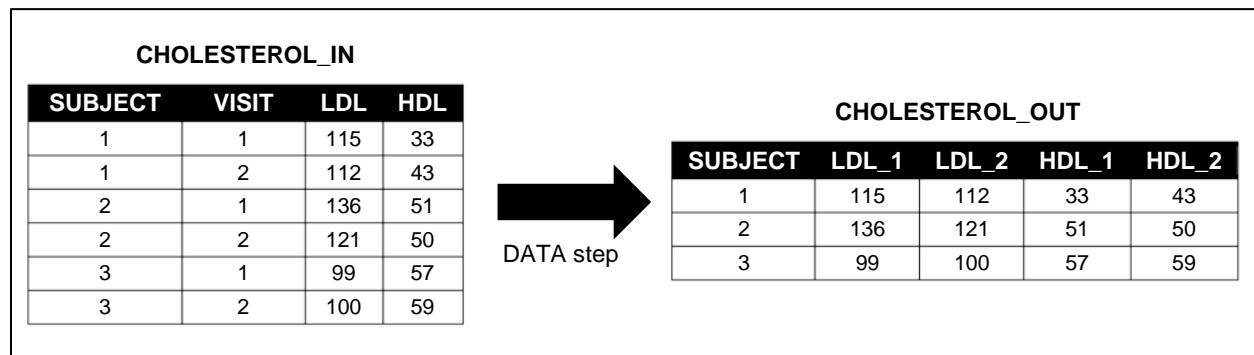 CHOLESTEROL_IN
SUBJECT VISIT LDL HDL
1 1 115 33
1 2 112 43
2 1 136 51
2 2 121 50
3 1 99 57
3 2 100 59
DATA step
CHOLESTEROL_OUT
SUBJECT LDL_1 LDL_2 HDL_1 HDL_2
1 115 112 33 43
2 136 121 51 50
3 99 100 57 59